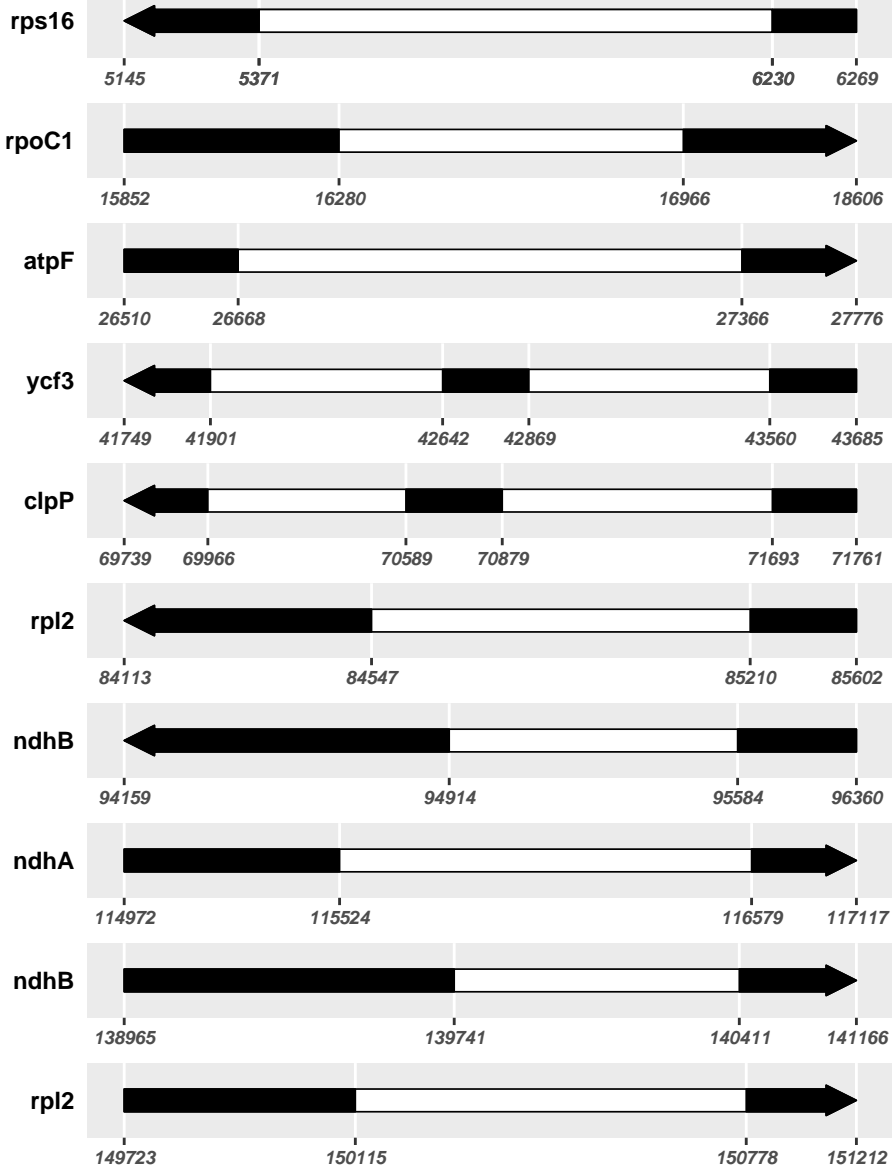 rps16
5145 5371 6230 6269
rpoC1
15852 16280 16966 18606
atpF
26510 26668 27366 27776
ycf3
41749 41901 42642 42869 43560 43685
clpP
69739 69966 70589 70879 71693 71761
rpl2
84113 84547 85210 85602
ndhB
94159 94914 95584 96360
ndhA
114972 115524 116579 117117
ndhB
138965 139741 140411 141166
rpl2
149723 150115 150778 151212